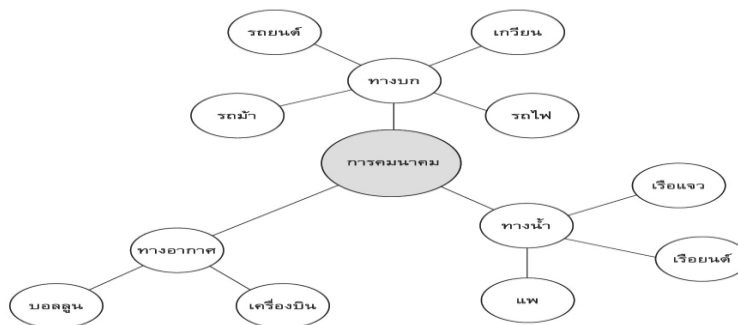 รถยนต์
เกวียน
ทางบก
รถม้า
รถไฟ
การคมนาคม
เรือแจว
ทางน้ำ
ทางอากาศ
เรือยนต์
บอลลูน
เครื่องบิน
แพ